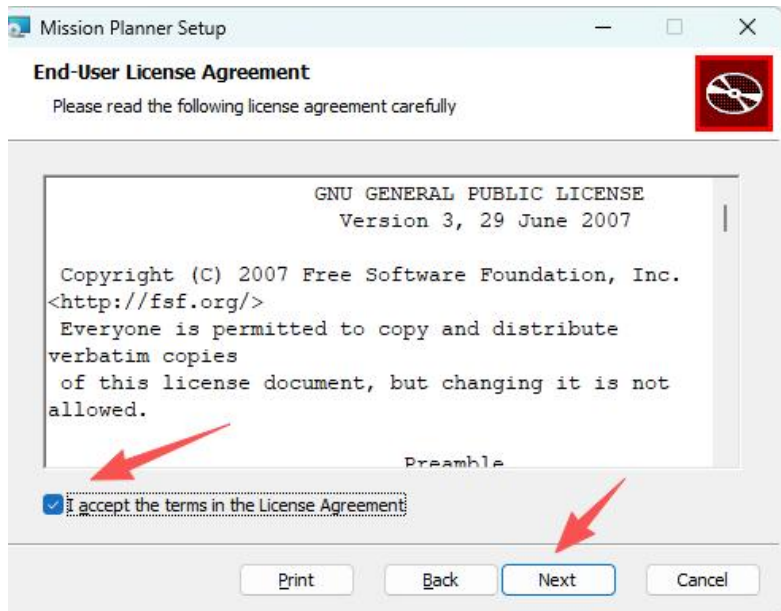 Mission Planner Setup
End-User License Agreement
Please read the following license agreement carefully
GNU GENERAL PUBLIC LICENSE
Version 3, 29 June 2007
Copyright (C) 2007 Free Software Foundation, Inc.
<http://fsf.org/>
Everyone is permitted to copy and distribute
verbatim copies
of this license document, but changing it is not
allowed.
Preamble
I accept the terms in the License Agreement
Print Back Next Cancel